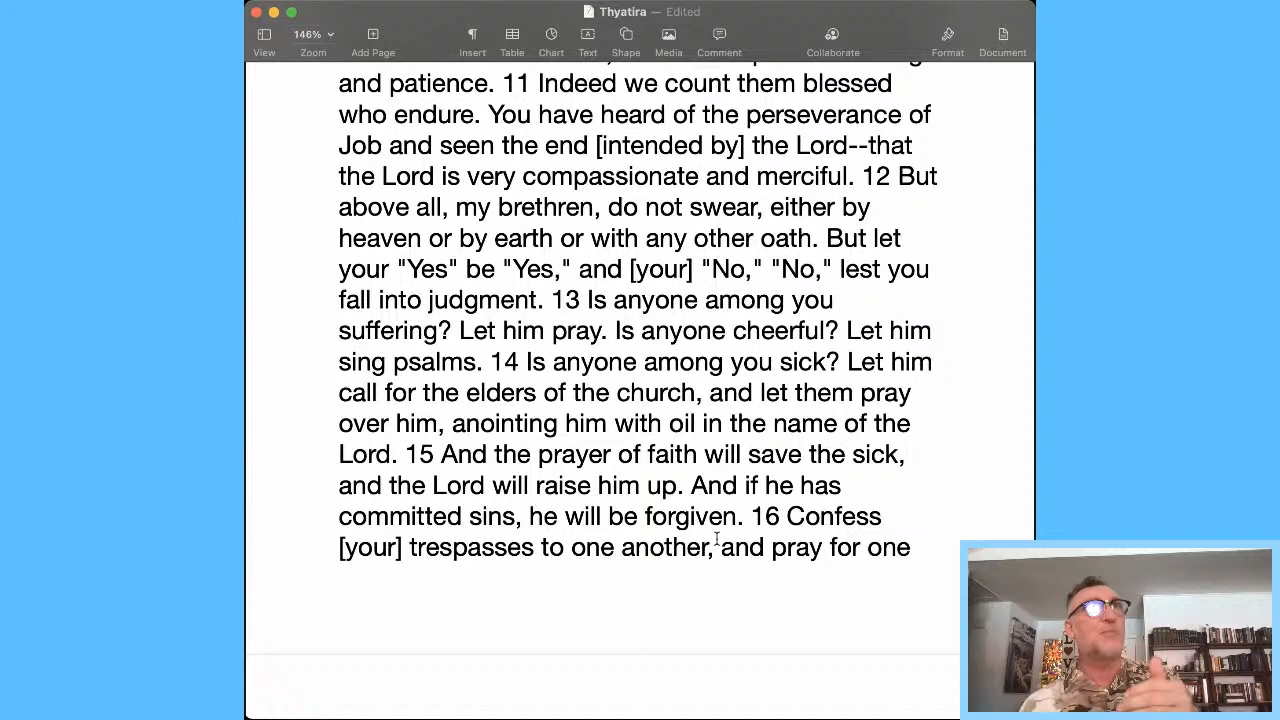 Thyatira — Edited
146%
View Zoom Add Page Insert Table Chart Text Shape Media Comment Collaborate Format Document
and patience. 11 Indeed we count them blessed
who endure. You have heard of the perseverance of
Job and seen the end [intended by] the Lord--that
the Lord is very compassionate and merciful. 12 But
above all, my brethren, do not swear, either by
heaven or by earth or with any other oath. But let
your "Yes" be "Yes," and [your] "No," "No," lest you
fall into judgment. 13 Is anyone among you
suffering? Let him pray. Is anyone cheerful? Let him
sing psalms. 14 Is anyone among you sick? Let him
call for the elders of the church, and let them pray
over him, anointing him with oil in the name of the
Lord. 15 And the prayer of faith will save the sick,
and the Lord will raise him up. And if he has
committed sins, he will be forgiven. 16 Confess
[your] trespasses to one another, and pray for one